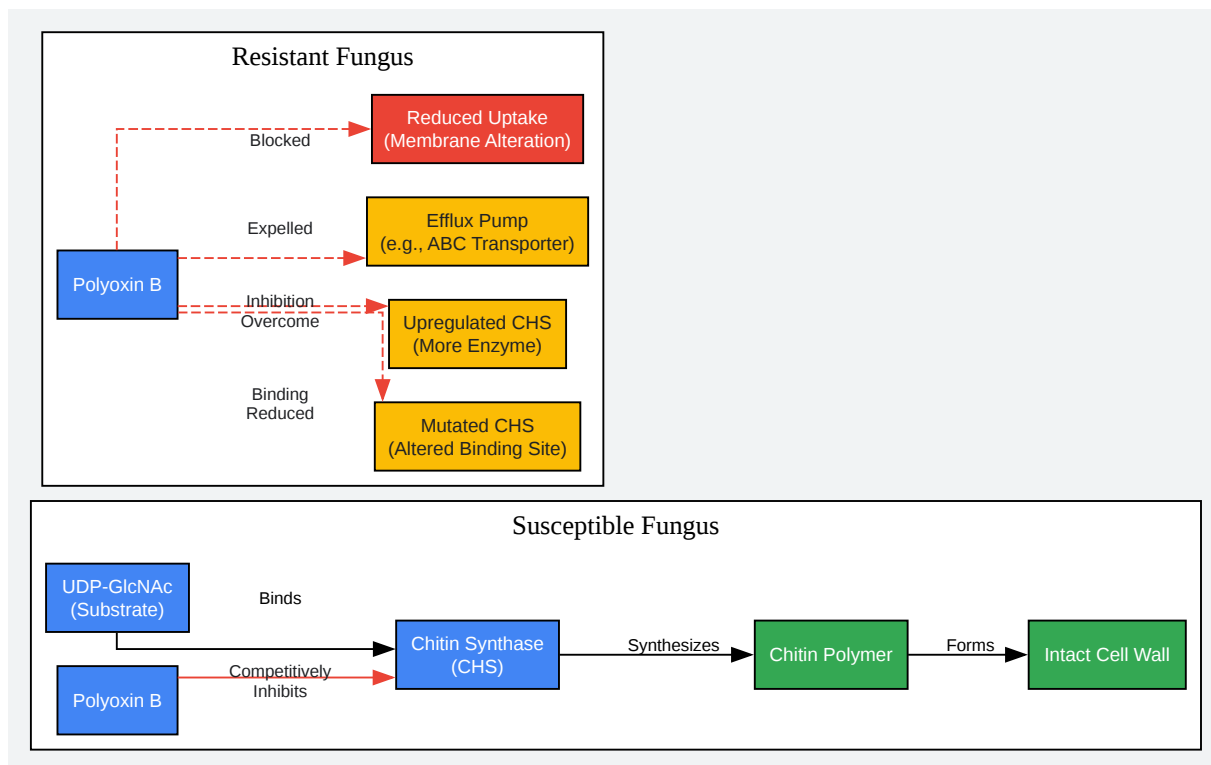 Resistant Fungus
Reduced Uptake
(Membrane Alteration)
Blocked
Efflux Pump
(e.g., ABC Transporter)
Expelled
Polyoxin B
Inhibition
Overcome
Upregulated CHS
(More Enzyme)
Binding
Reduced
Mutated CHS
(Altered Binding Site)
Susceptible Fungus
UDP-GlcNAc
(Substrate)
Binds
Chitin Synthase
(CHS)
Synthesizes
Chitin Polymer
Forms
Intact Cell Wall
Competitively
Inhibits
Polyoxin B